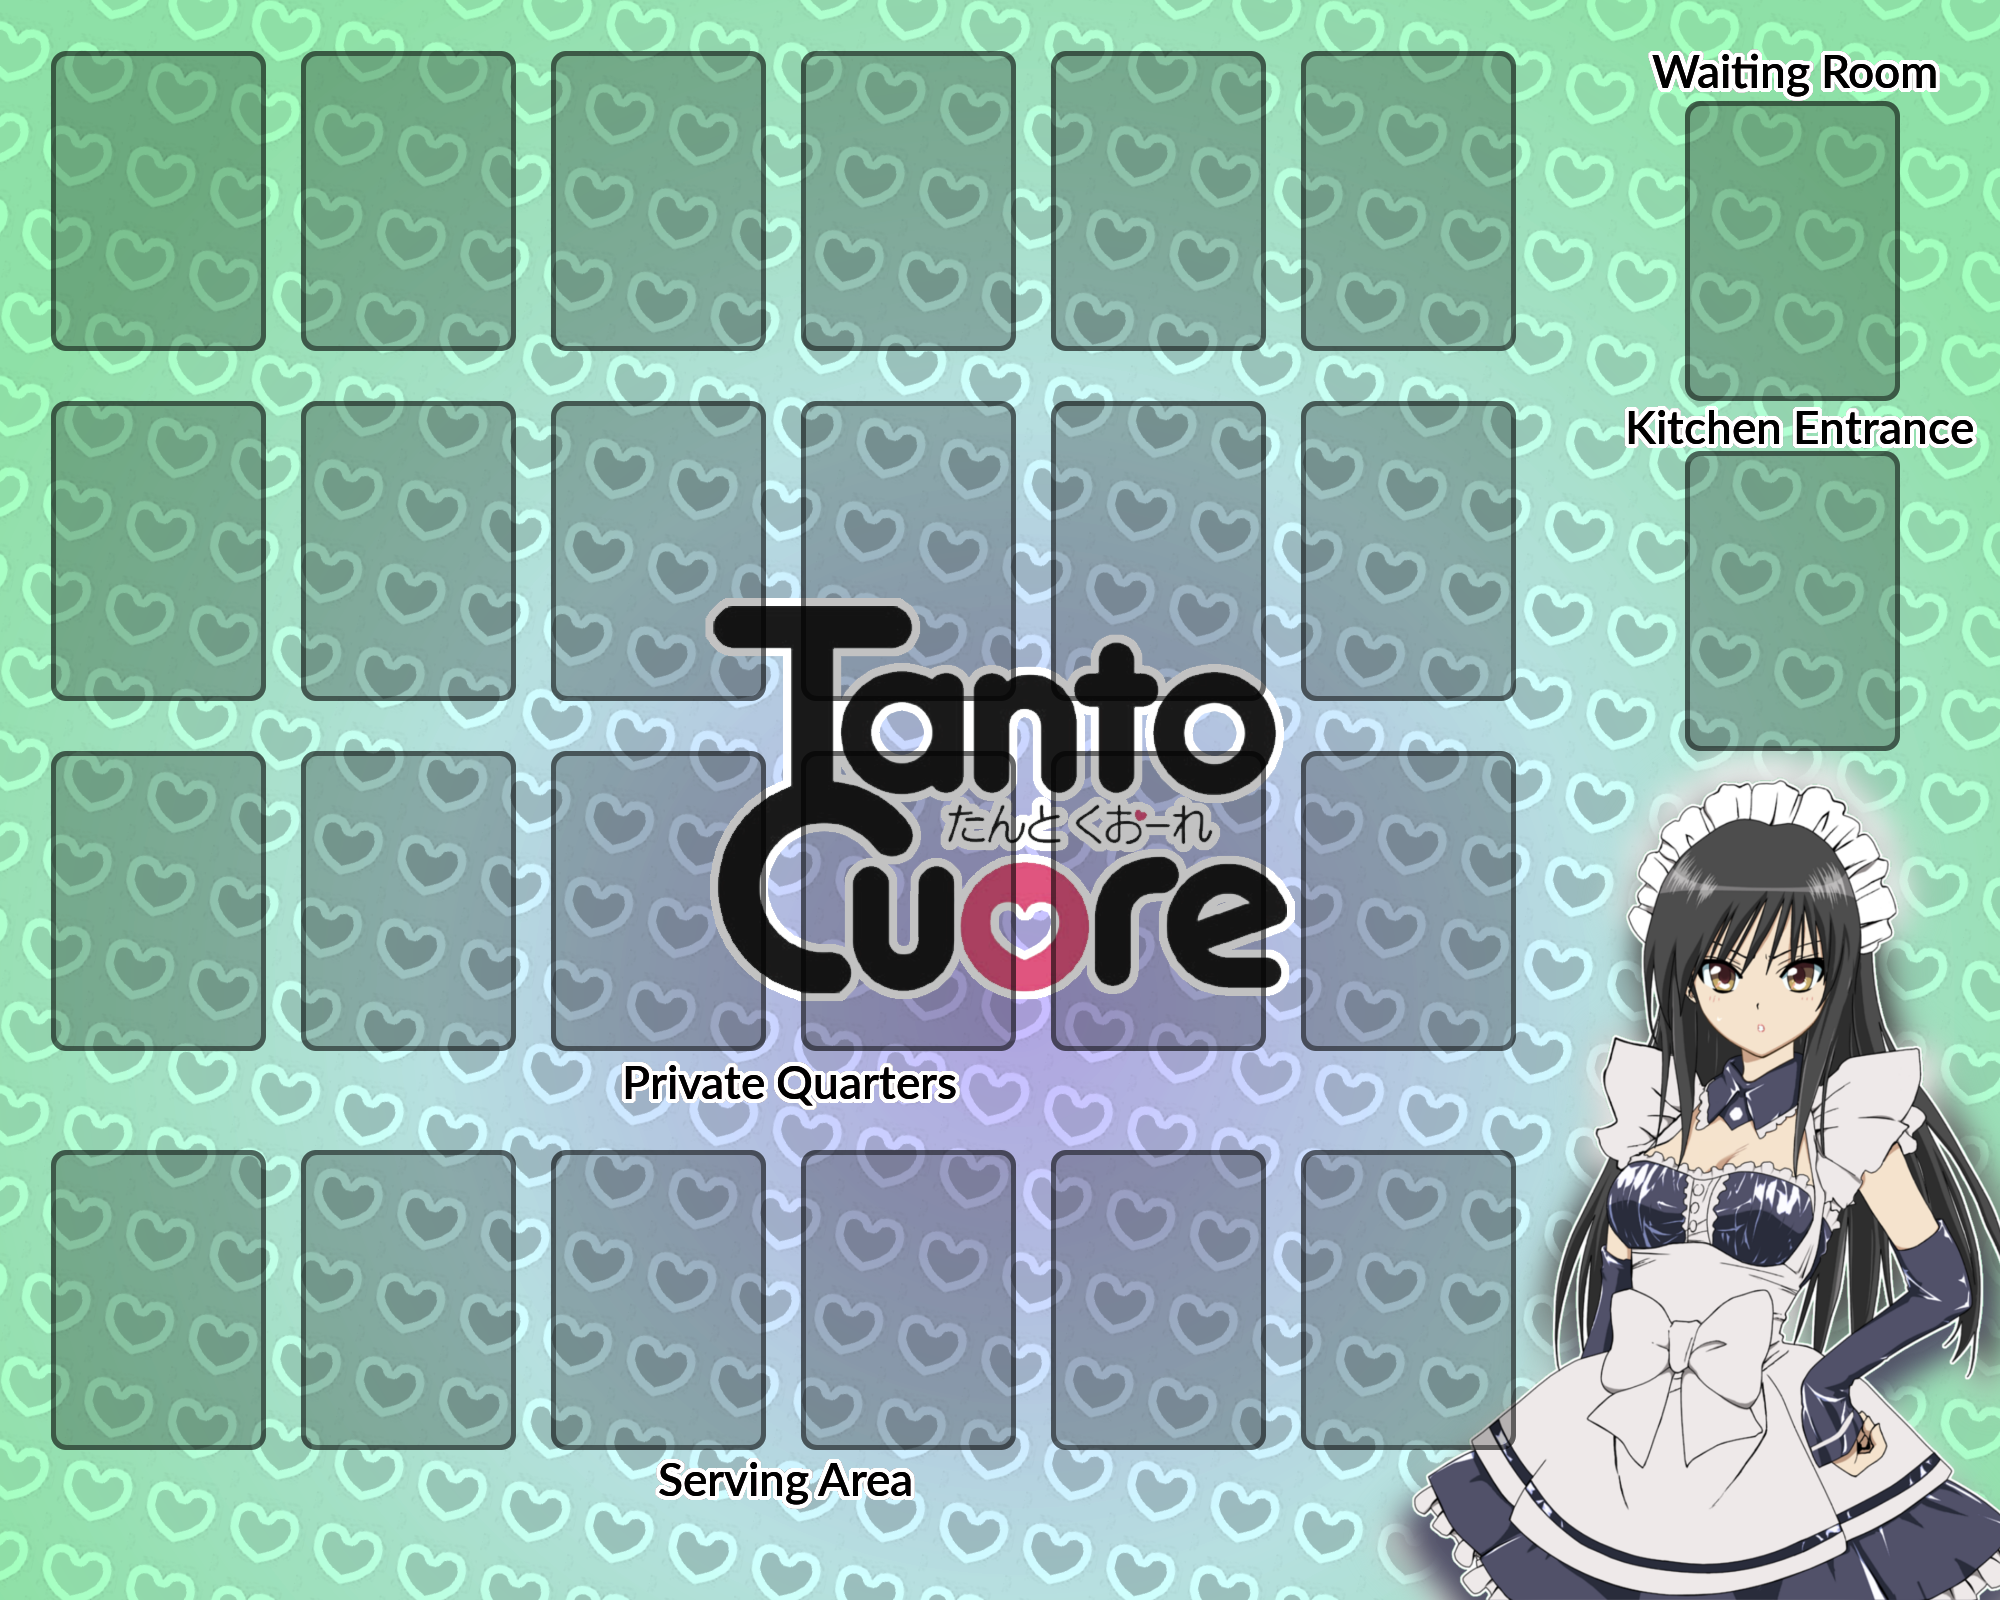 Waiting Room
Kitchen Entrance
Tanto
たんとくおーれ
Cuore
Private Quarters
Serving Area